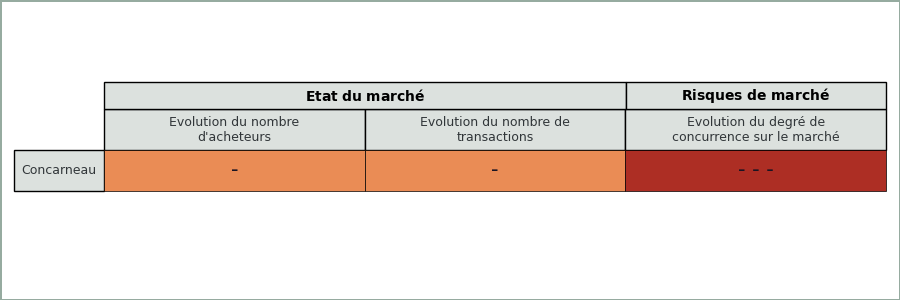 Etat du marché
Risques de marché
Evolution du nombre
d'acheteurs
Evolution du nombre de
transactions
Evolution du degré de
concurrence sur le marché
Concarneau
–
–
– – –